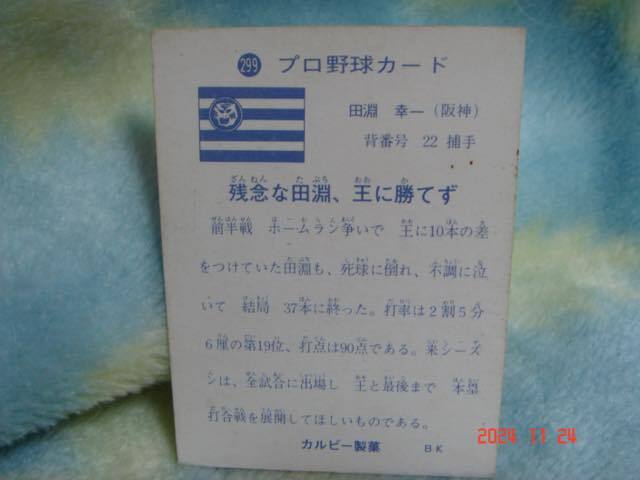 299 プロ野球カード
田淵 幸一(阪神)
背番号 22 捕手
残念な田淵、王に勝てず
前半戦 ホームラン争いで 王に10本の差
をつけていた田淵も、死球に倒れ、不調に泣
いて 結局 37本に終った。打率は2割5分
6厘の第19位、打点は90点である。来シーズ
ンは、全試合に出場し 王と最後まで 本塁
打合戦を展開してほしいものである。
カルビー製菓 BK
2024 11 24